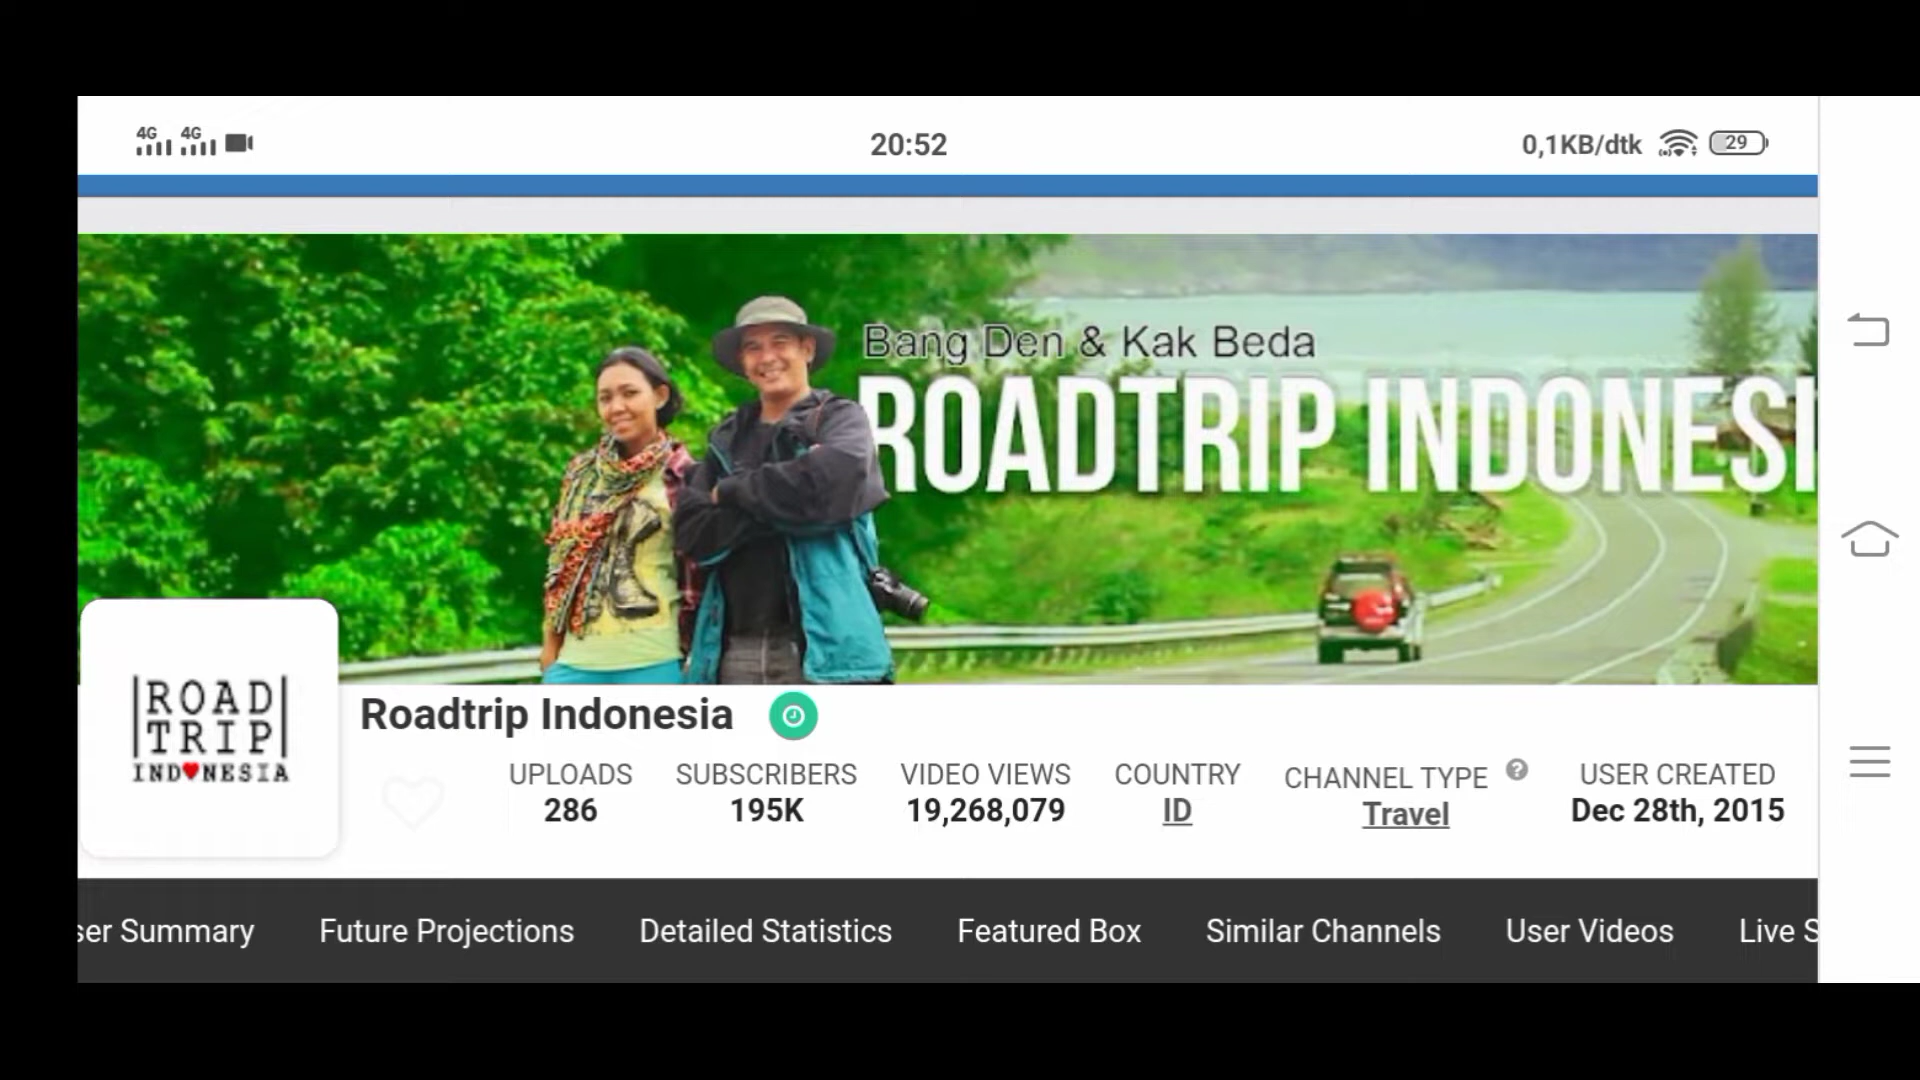 4G 4G 20:52 0,1KB/dtk 29
Bang Den & Kak Beda
ROADTRIP INDONESI
ROAD
TRIP
IND♥NESIA
Roadtrip Indonesia
UPLOADS SUBSCRIBERS VIDEO VIEWS COUNTRY CHANNEL TYPE ? USER CREATED
286 195K 19,268,079 ID Travel Dec 28th, 2015
ser Summary Future Projections Detailed Statistics Featured Box Similar Channels User Videos Live S